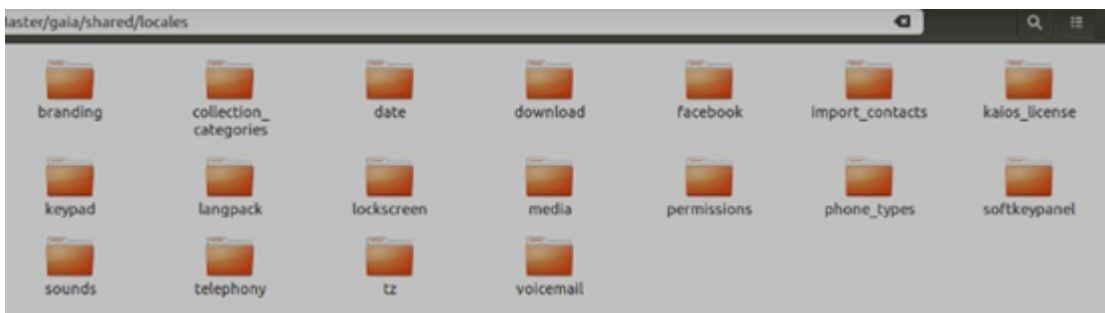 laster/gaia/shared/locales
branding
collection_
categories
date
download
facebook
import_contacts
kaios_license
keypad
langpack
lockscreen
media
permissions
phone_types
softkeypanel
sounds
telephony
tz
voicemail